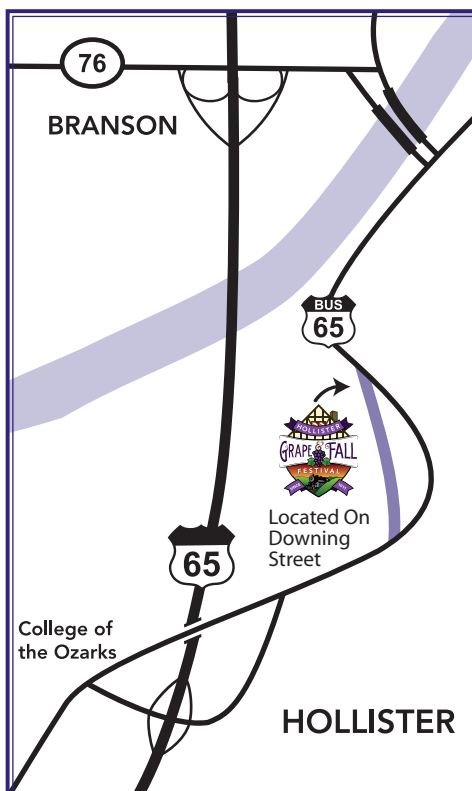 76
BRANSON
BUS
65
HOLLISTER
GRAPE & FALL
FESTIVAL
Located On
Downing
Street
65
College of
the Ozarks
HOLLISTER